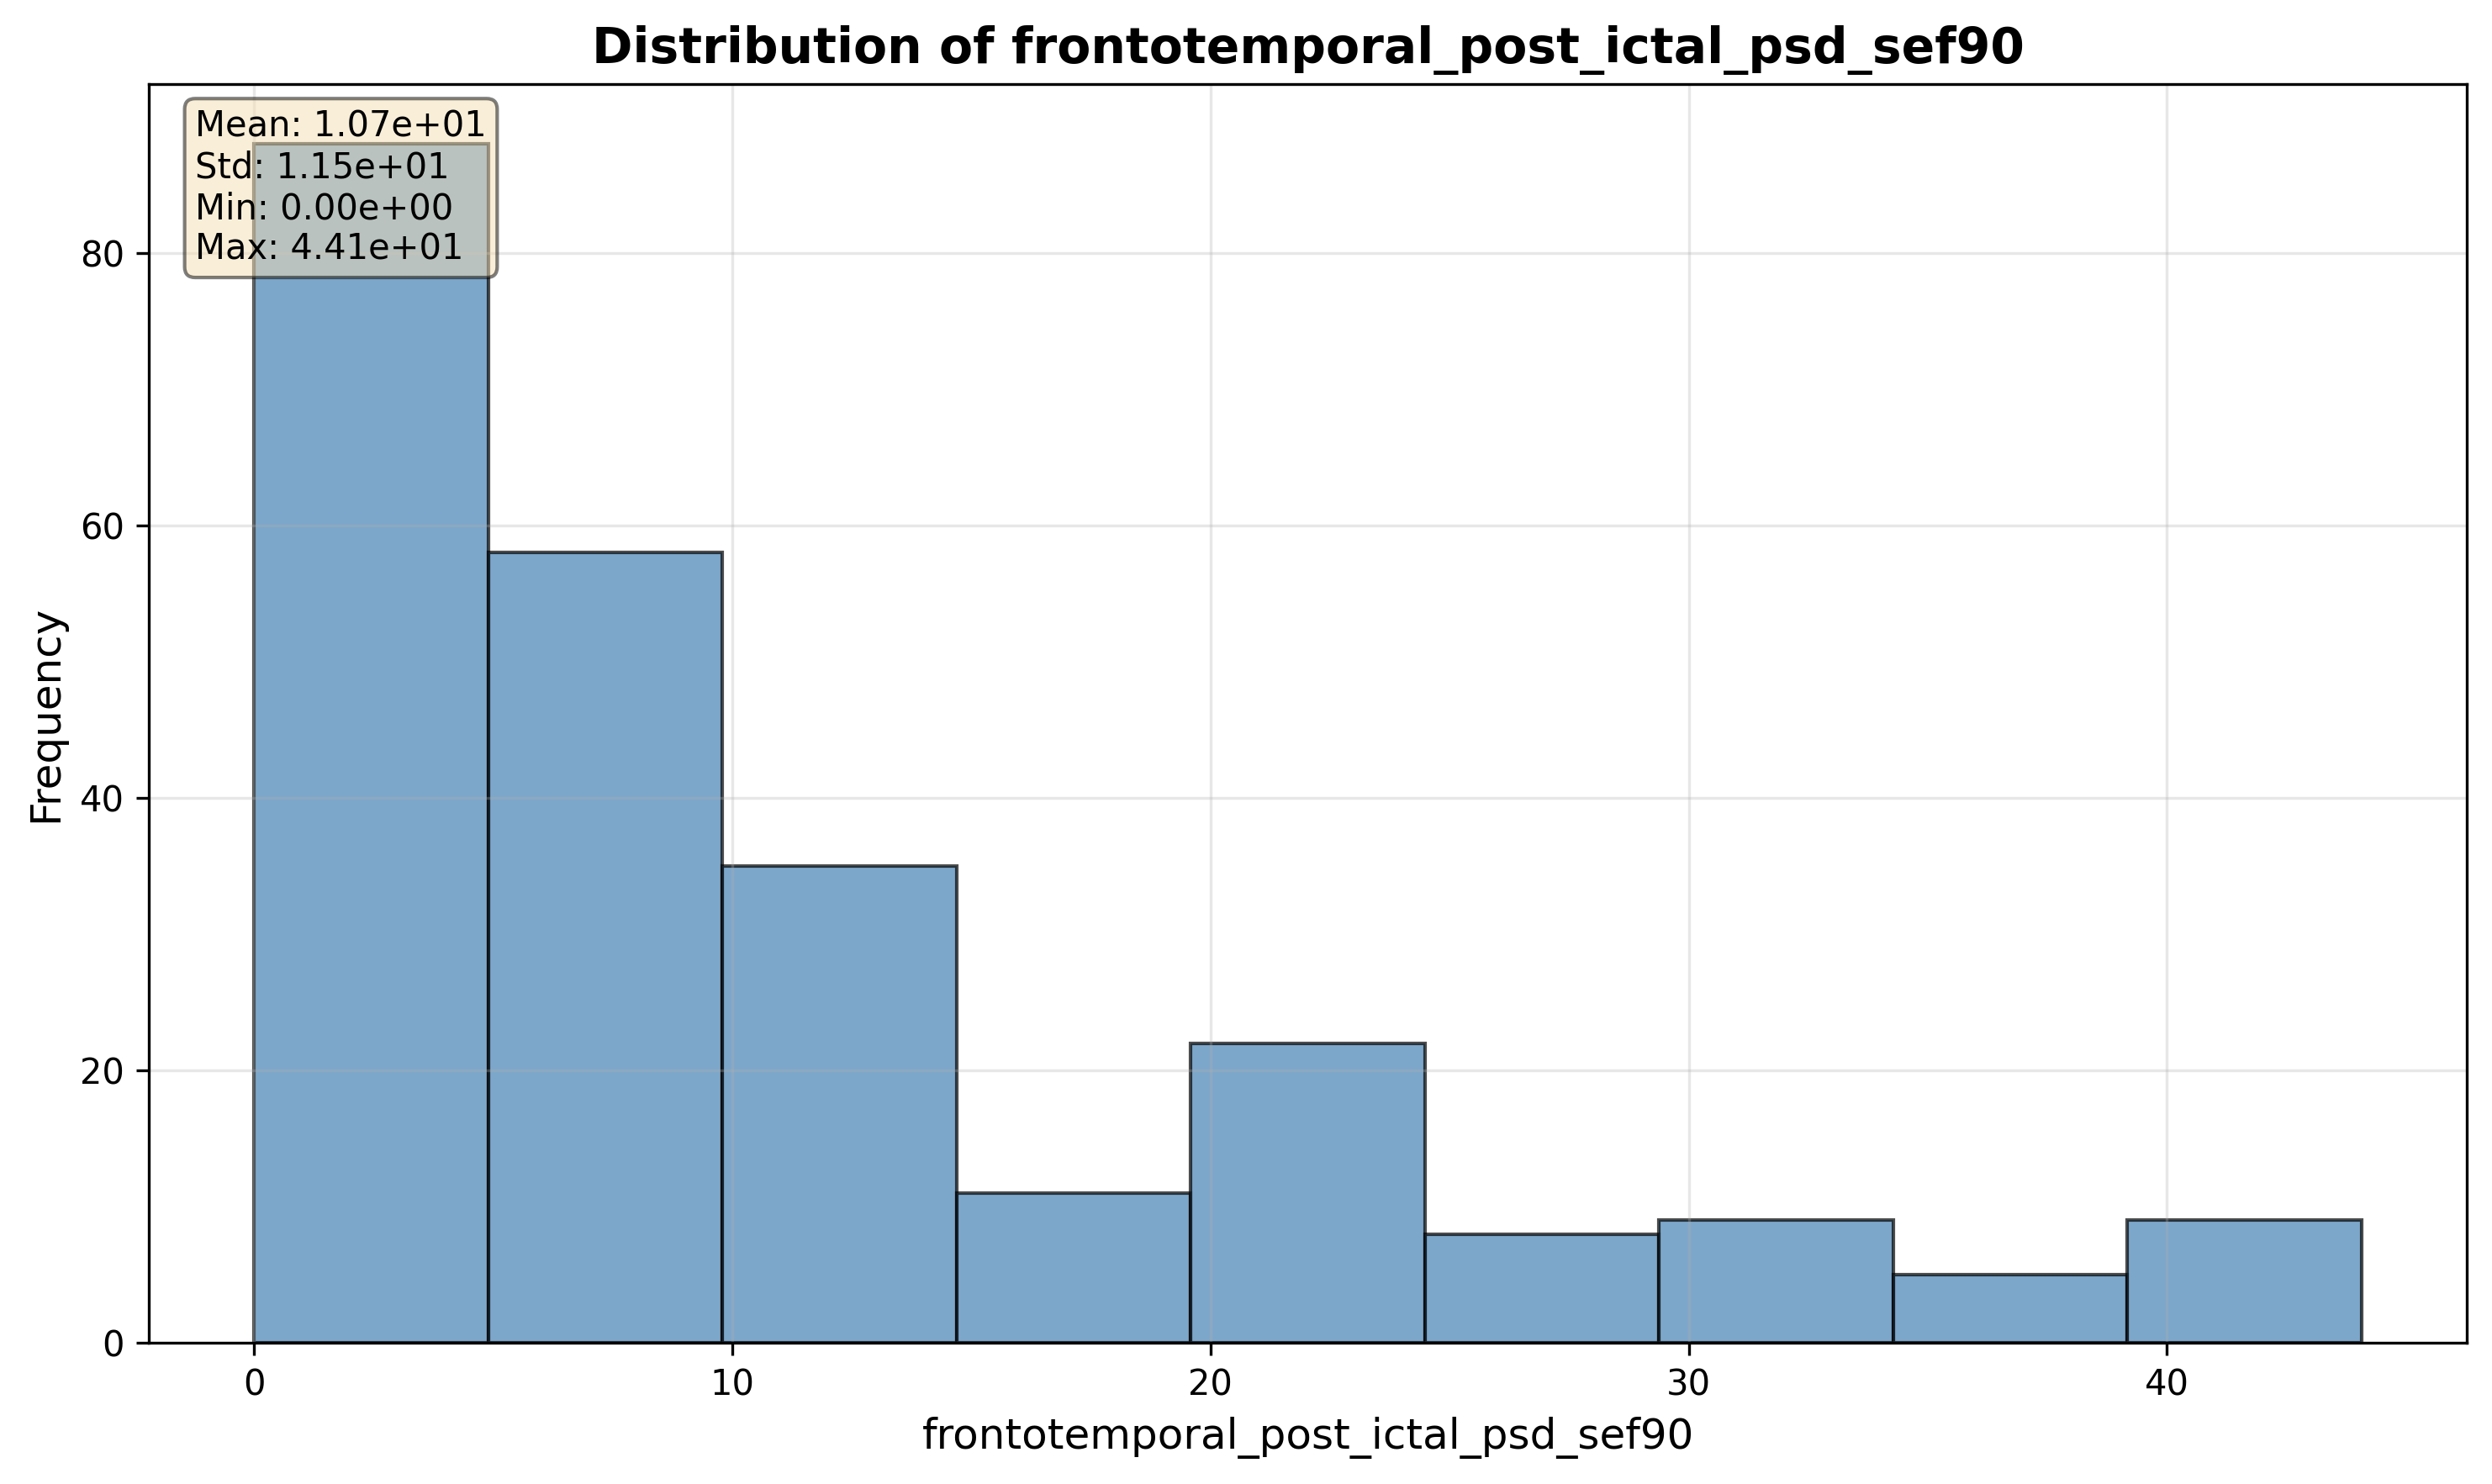 Distribution of frontotemporal_post_ictal_psd_sef90
Mean: 1.07e+01
Std: 1.15e+01
Min: 0.00e+00
Max: 4.41e+01
80
60
40
20
0
Frequency
0 10 20 30 40
frontotemporal_post_ictal_psd_sef90